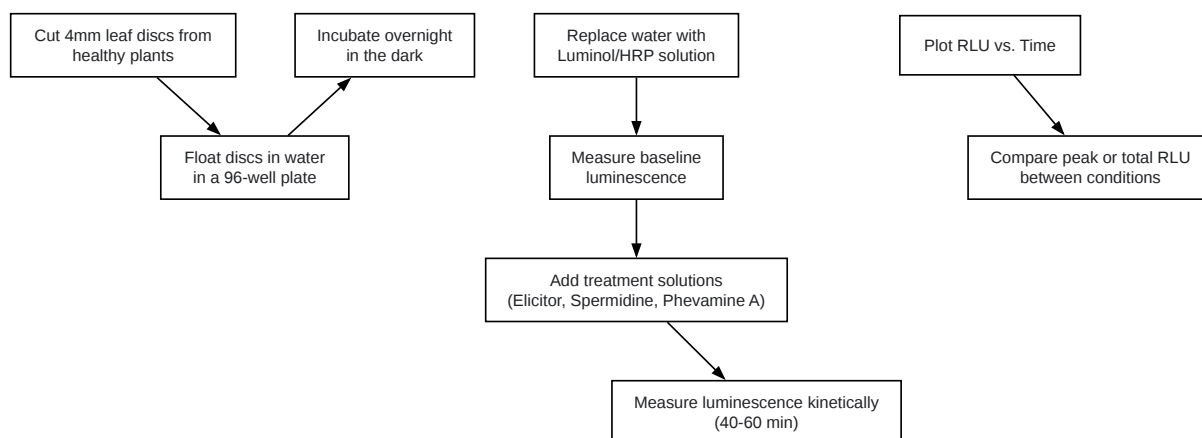 Cut 4mm leaf discs from
healthy plants
Float discs in water
in a 96-well plate
Incubate overnight
in the dark
Replace water with
Luminol/HRP solution
Measure baseline
luminescence
Add treatment solutions
(Elicitor, Spermidine, Phevamine A)
Measure luminescence kinetically
(40-60 min)
Plot RLU vs. Time
Compare peak or total RLU
between conditions